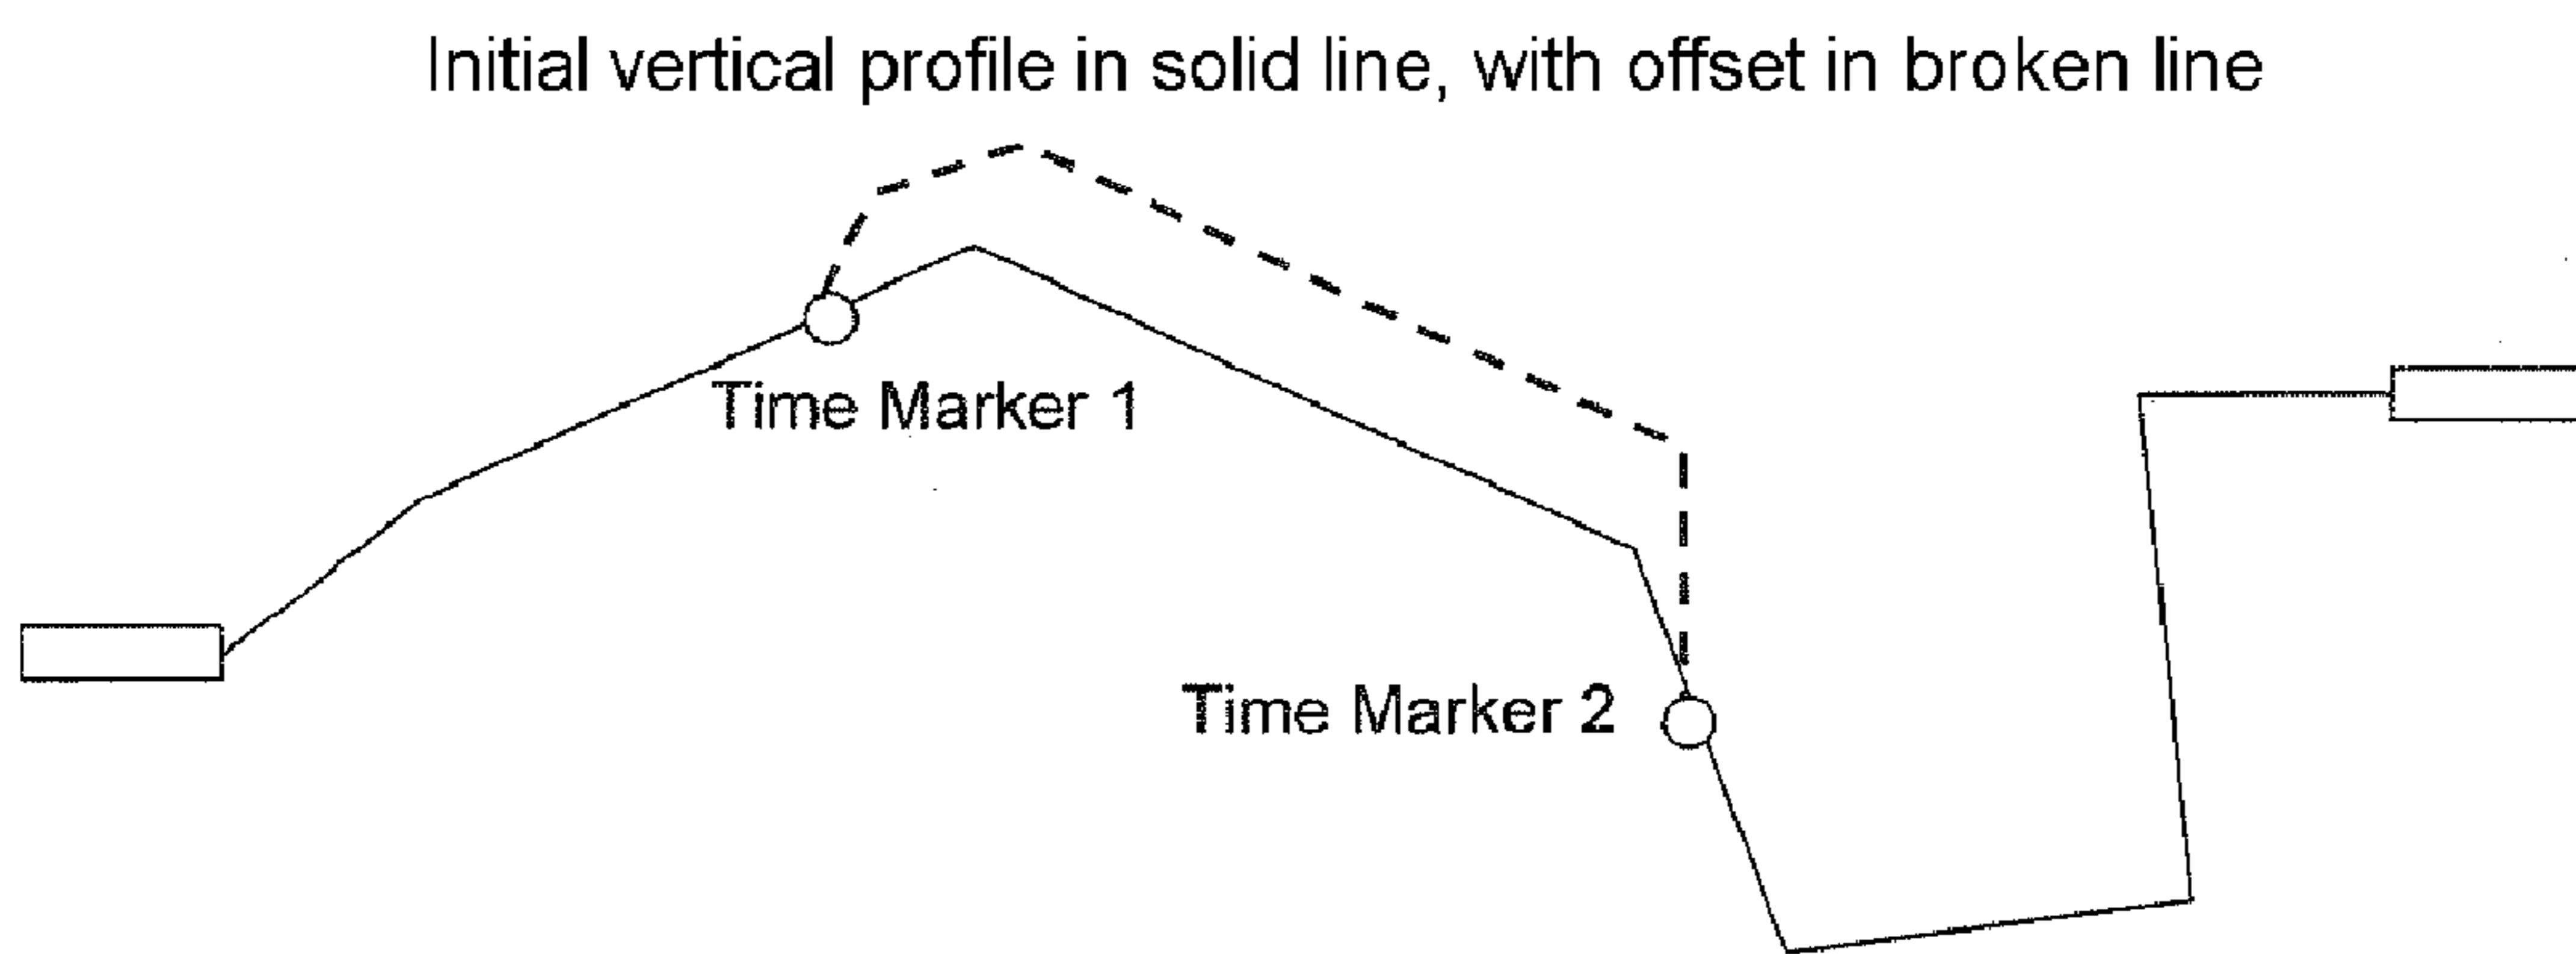 Initial vertical profile in solid line, with offset in broken line
Time Marker 1
Time Marker 2